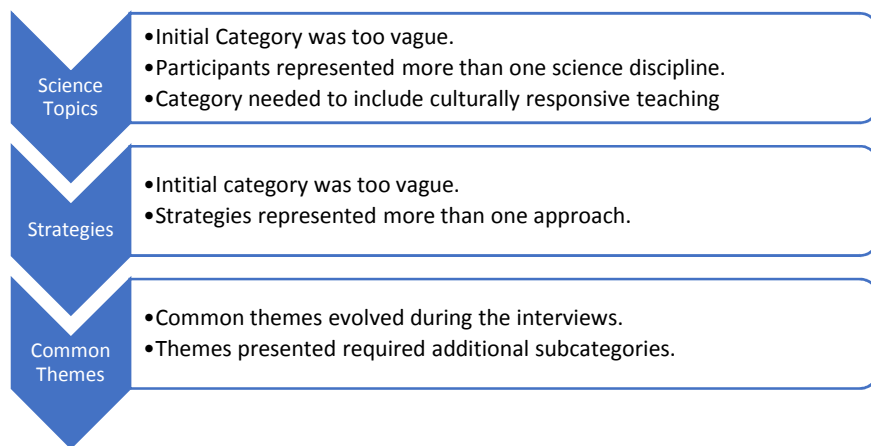 Science
Topics
•Initial Category was too vague.
•Participants represented more than one science discipline.
•Category needed to include culturally responsive teaching
Strategies
•Intitial category was too vague.
•Strategies represented more than one approach.
Common
Themes
•Common themes evolved during the interviews.
•Themes presented required additional subcategories.